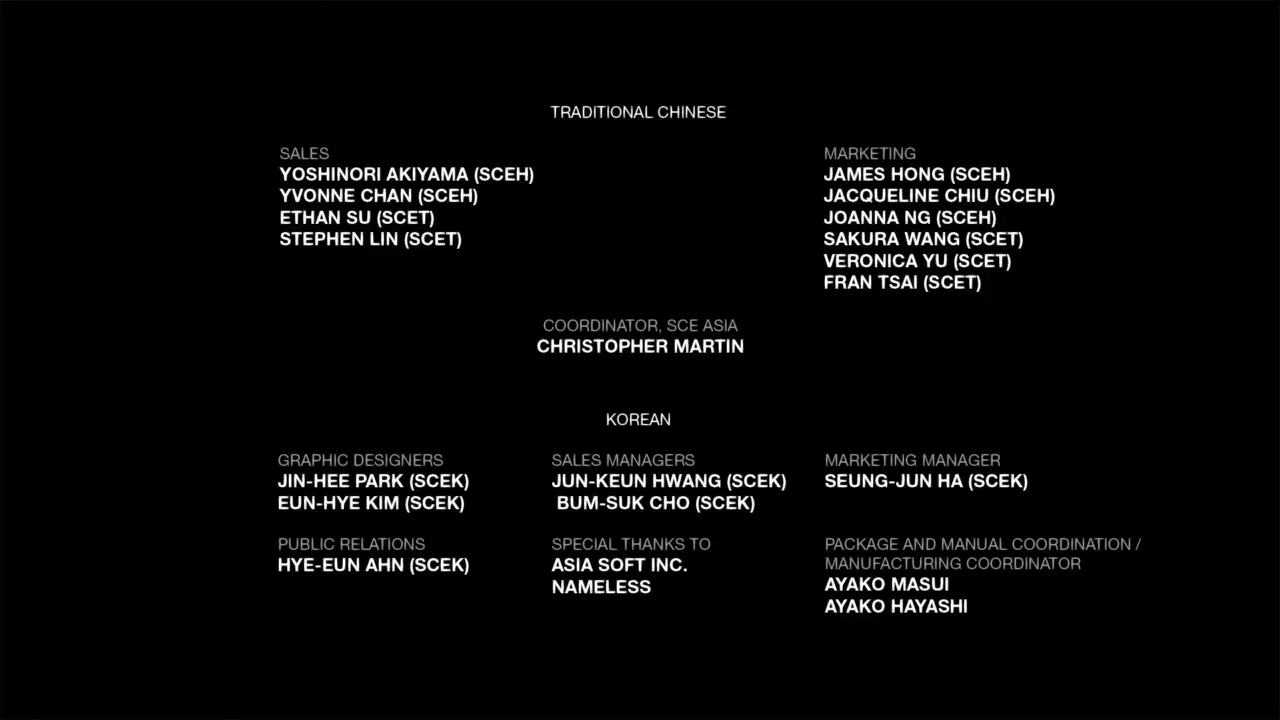 TRADITIONAL CHINESE
SALES
YOSHINORI AKIYAMA (SCEH)
YVONNE CHAN (SCEH)
ETHAN SU (SCET)
STEPHEN LIN (SCET)
MARKETING
JAMES HONG (SCEH)
JACQUELINE CHIU (SCEH)
JOANNA NG (SCEH)
SAKURA WANG (SCET)
VERONICA YU (SCET)
FRAN TSAI (SCET)
COORDINATOR, SCE ASIA
CHRISTOPHER MARTIN
KOREAN
GRAPHIC DESIGNERS
JIN-HEE PARK (SCEK)
EUN-HYE KIM (SCEK)
SALES MANAGERS
JUN-KEUN HWANG (SCEK)
BUM-SUK CHO (SCEK)
MARKETING MANAGER
SEUNG-JUN HA (SCEK)
PUBLIC RELATIONS
HYE-EUN AHN (SCEK)
SPECIAL THANKS TO
ASIA SOFT INC.
NAMELESS
PACKAGE AND MANUAL COORDINATION /
MANUFACTURING COORDINATOR
AYAKO MASUI
AYAKO HAYASHI